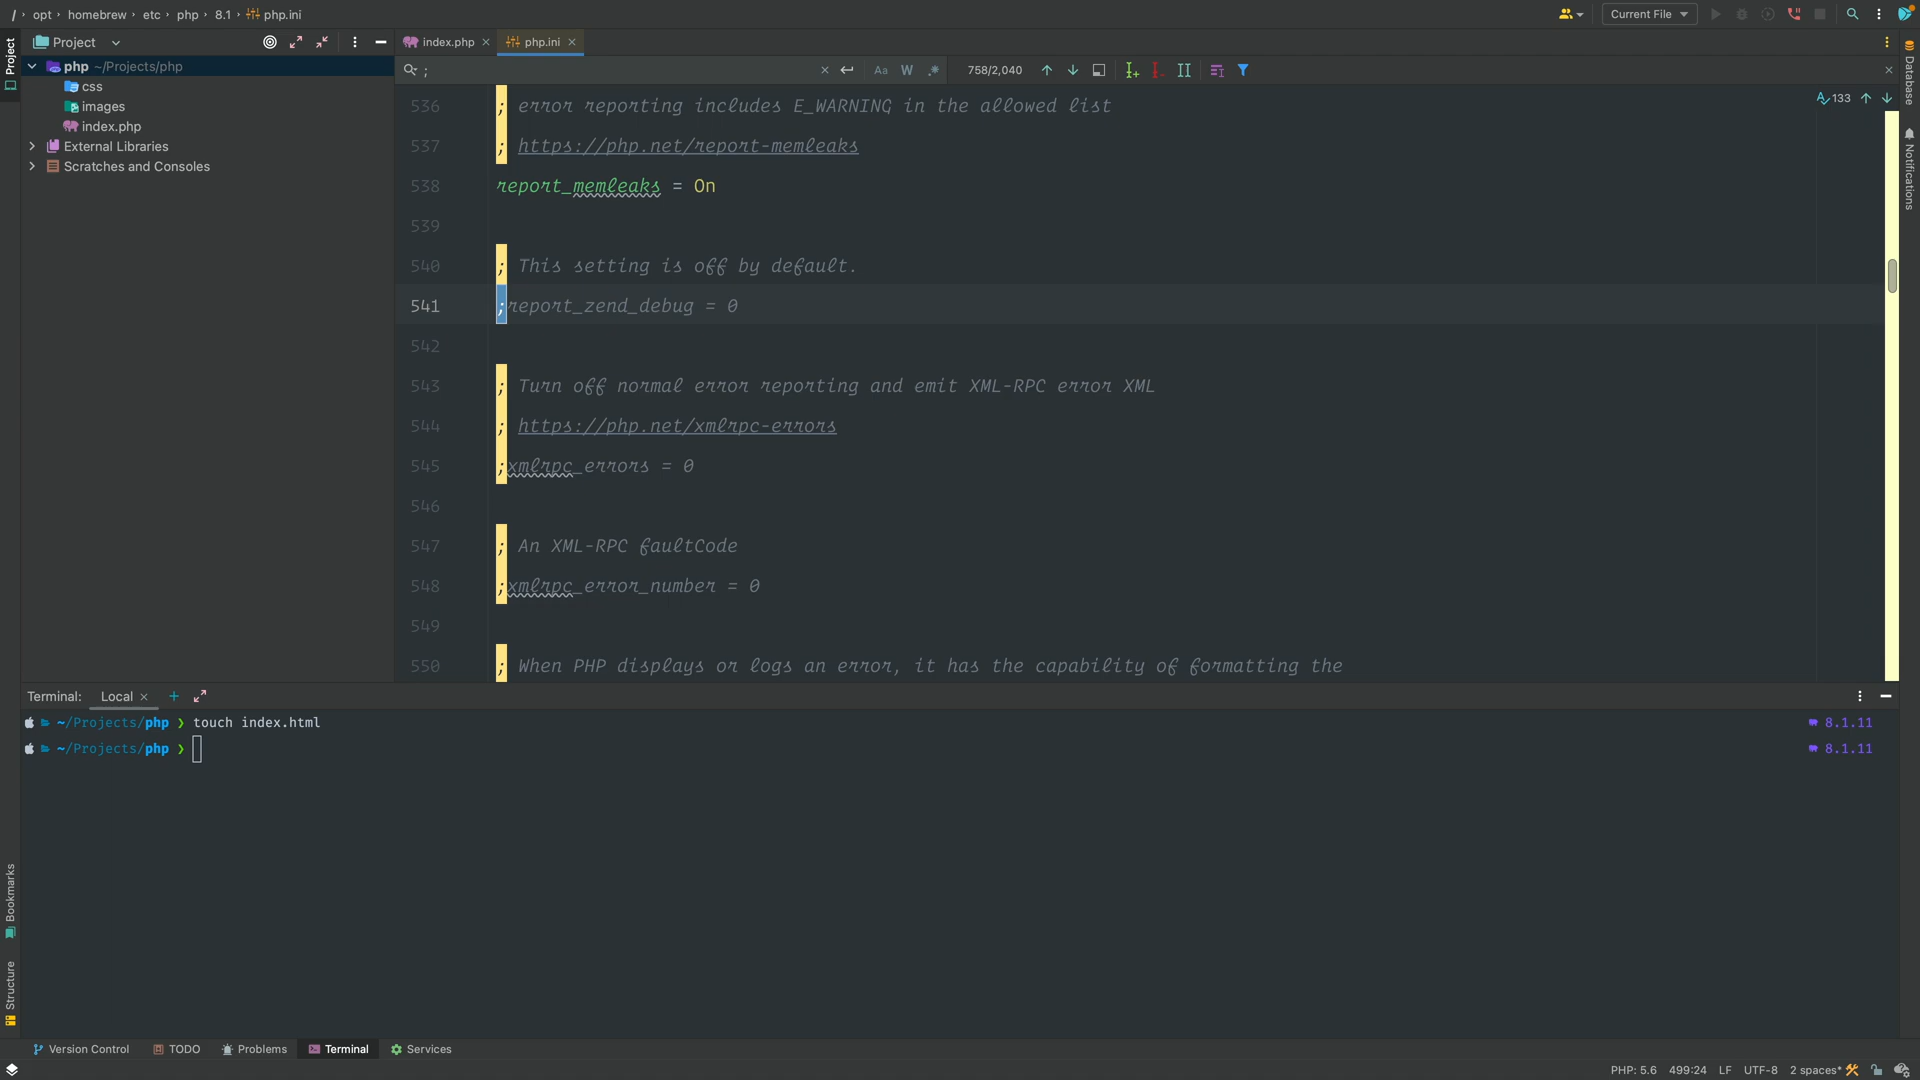 / › opt › homebrew › etc › php › 8.1 › php.ini
Current File
Project
index.php
php.ini
php ~/Projects/php
css
images
index.php
External Libraries
Scratches and Consoles
;
Aa W .* 758/2,040
133
536 ; error reporting includes E_WARNING in the allowed list
537 ; https://php.net/report-memleaks
538 report_memleaks = On
539
540 ; This setting is off by default.
541 ;report_zend_debug = 0
542
543 ; Turn off normal error reporting and emit XML-RPC error XML
544 ; https://php.net/xmlrpc-errors
545 ;xmlrpc_errors = 0
546
547 ; An XML-RPC faultCode
548 ;xmlrpc_error_number = 0
549
550 ; When PHP displays or logs an error, it has the capability of formatting the
Project
Bookmarks
Structure
Database
Notifications
Terminal: Local
~/Projects/php ❯ touch index.html 8.1.11
~/Projects/php ❯ 8.1.11
Version Control TODO Problems Terminal Services
PHP: 5.6 499:24 LF UTF-8 2 spaces*